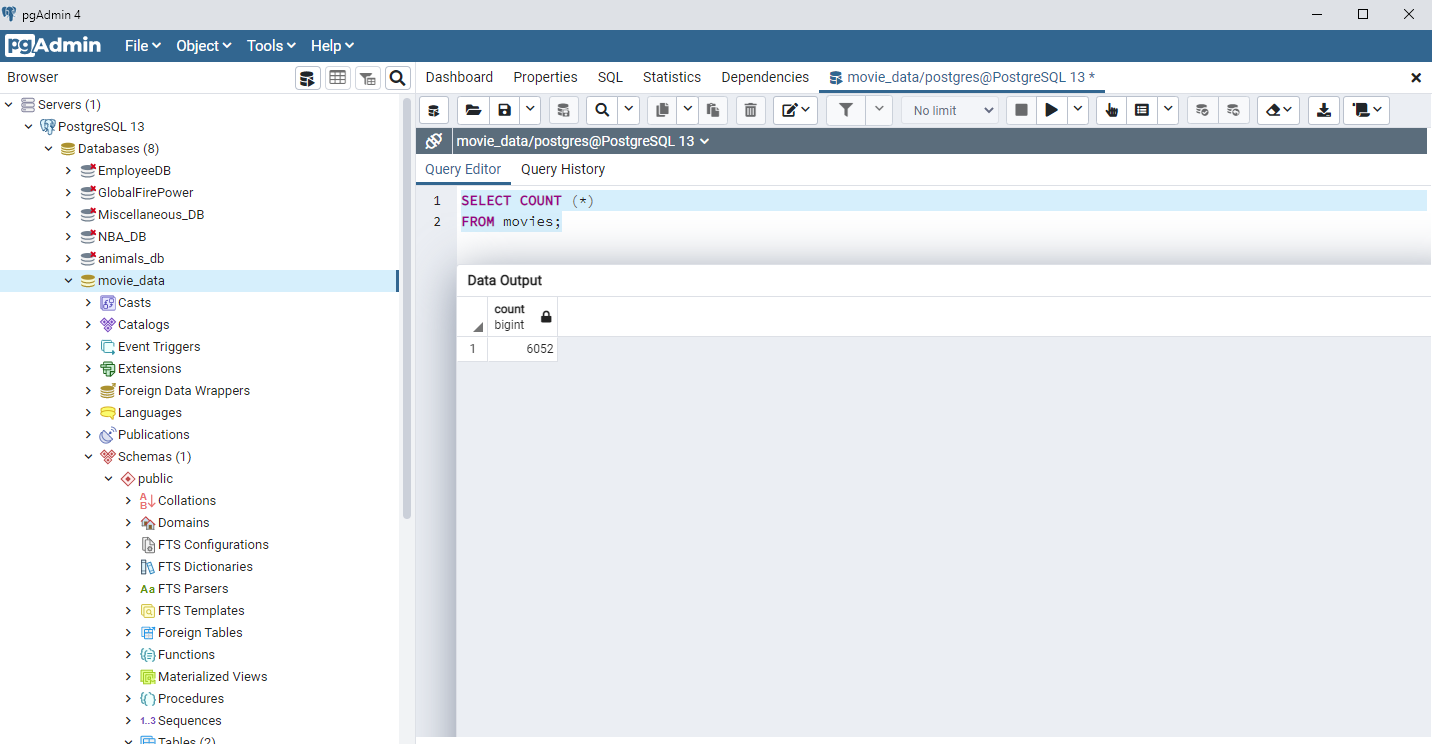 pgAdmin 4
pgAdmin File Object Tools Help
Browser
Dashboard Properties SQL Statistics Dependencies movie_data/postgres@PostgreSQL 13 *
Servers (1)
PostgreSQL 13
Databases (8)
EmployeeDB
GlobalFirePower
Miscellaneous_DB
NBA_DB
animals_db
movie_data
Casts
Catalogs
Event Triggers
Extensions
Foreign Data Wrappers
Languages
Publications
Schemas (1)
public
Collations
Domains
FTS Configurations
FTS Dictionaries
Aa FTS Parsers
FTS Templates
Foreign Tables
Functions
Materialized Views
Procedures
1..3 Sequences
Tables (2)
No limit
movie_data/postgres@PostgreSQL 13
Query Editor Query History
1 SELECT COUNT (*)
2 FROM movies;
Data Output
count
bigint
1 6052